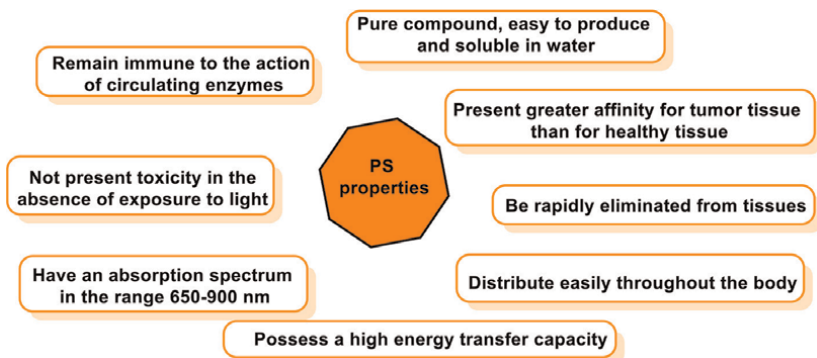 Pure compound, easy to produce
and soluble in water
Remain immune to the action
of circulating enzymes
Present greater affinity for tumor tissue
than for healthy tissue
PS
properties
Not present toxicity in the
absence of exposure to light
Be rapidly eliminated from tissues
Have an absorption spectrum
in the range 650-900 nm
Distribute easily throughout the body
Possess a high energy transfer capacity